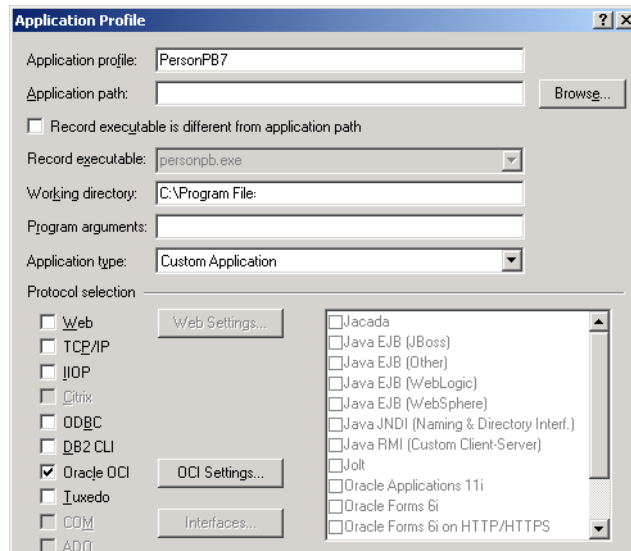 Application Profile
Application profile: PersonPB7
Application path: Browse...
Record executable is different from application path
Record executable: personpb.exe
Working directory: C:\Program File:
Program arguments:
Application type: Custom Application
Protocol selection
Web Web Settings...
TCP/IP
IIOP
Citrix
ODBC
DB2 CLI
Oracle OCI OCI Settings...
Tuxedo
COM Interfaces...
ADO
Jacada
Java EJB (JBoss)
Java EJB (Other)
Java EJB (WebLogic)
Java EJB (WebSphere)
Java JNDI (Naming & Directory Interf.)
Java RMI (Custom Client-Server)
Jolt
Oracle Applications 11i
Oracle Forms 6i
Oracle Forms 6i on HTTP/HTTPS